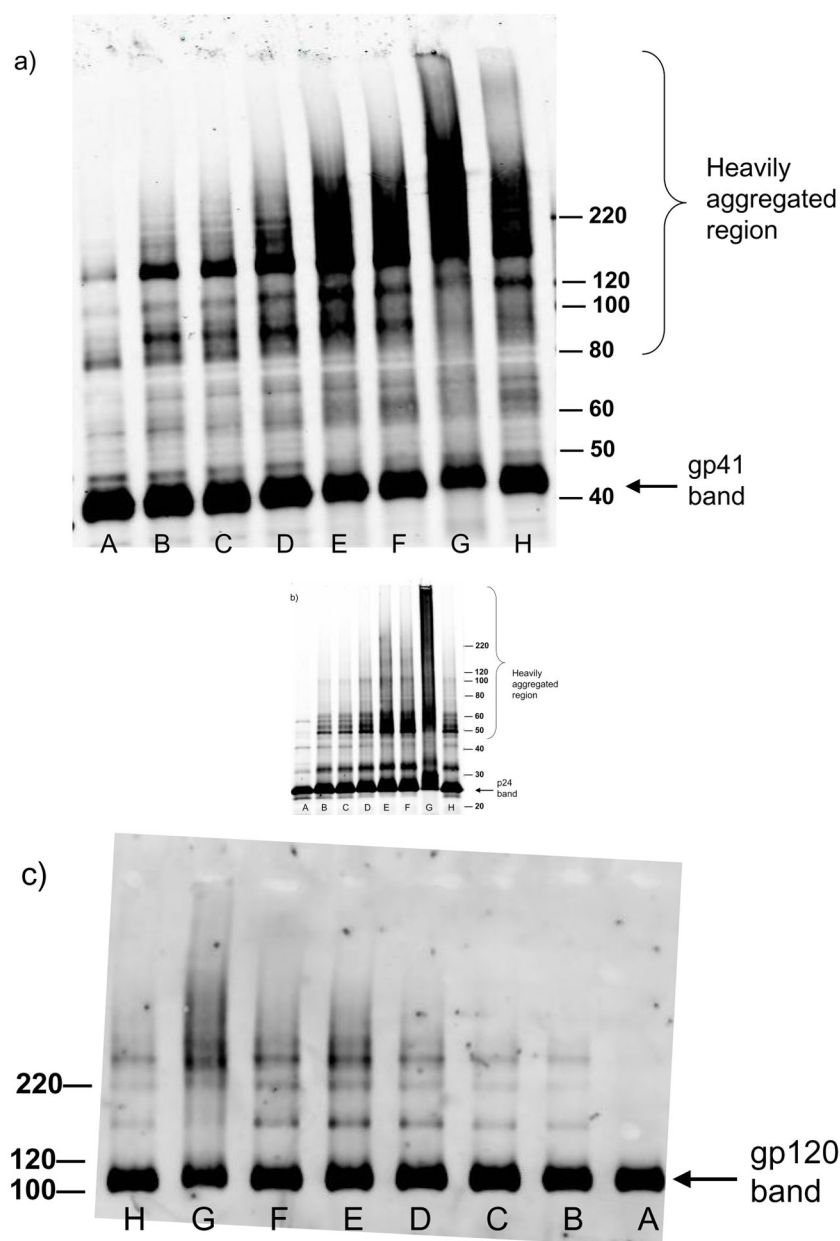 a)
Heavily
aggregated
region
220
120
100
80
60
50
40
gp41
band
A B C D E F G H
b)
220
120
100
80
60
50
40
30
20
Heavily
aggregated
region
p24
band
A B C D E F G H
c)
220
120
100
gp120
band
H G F E D C B A